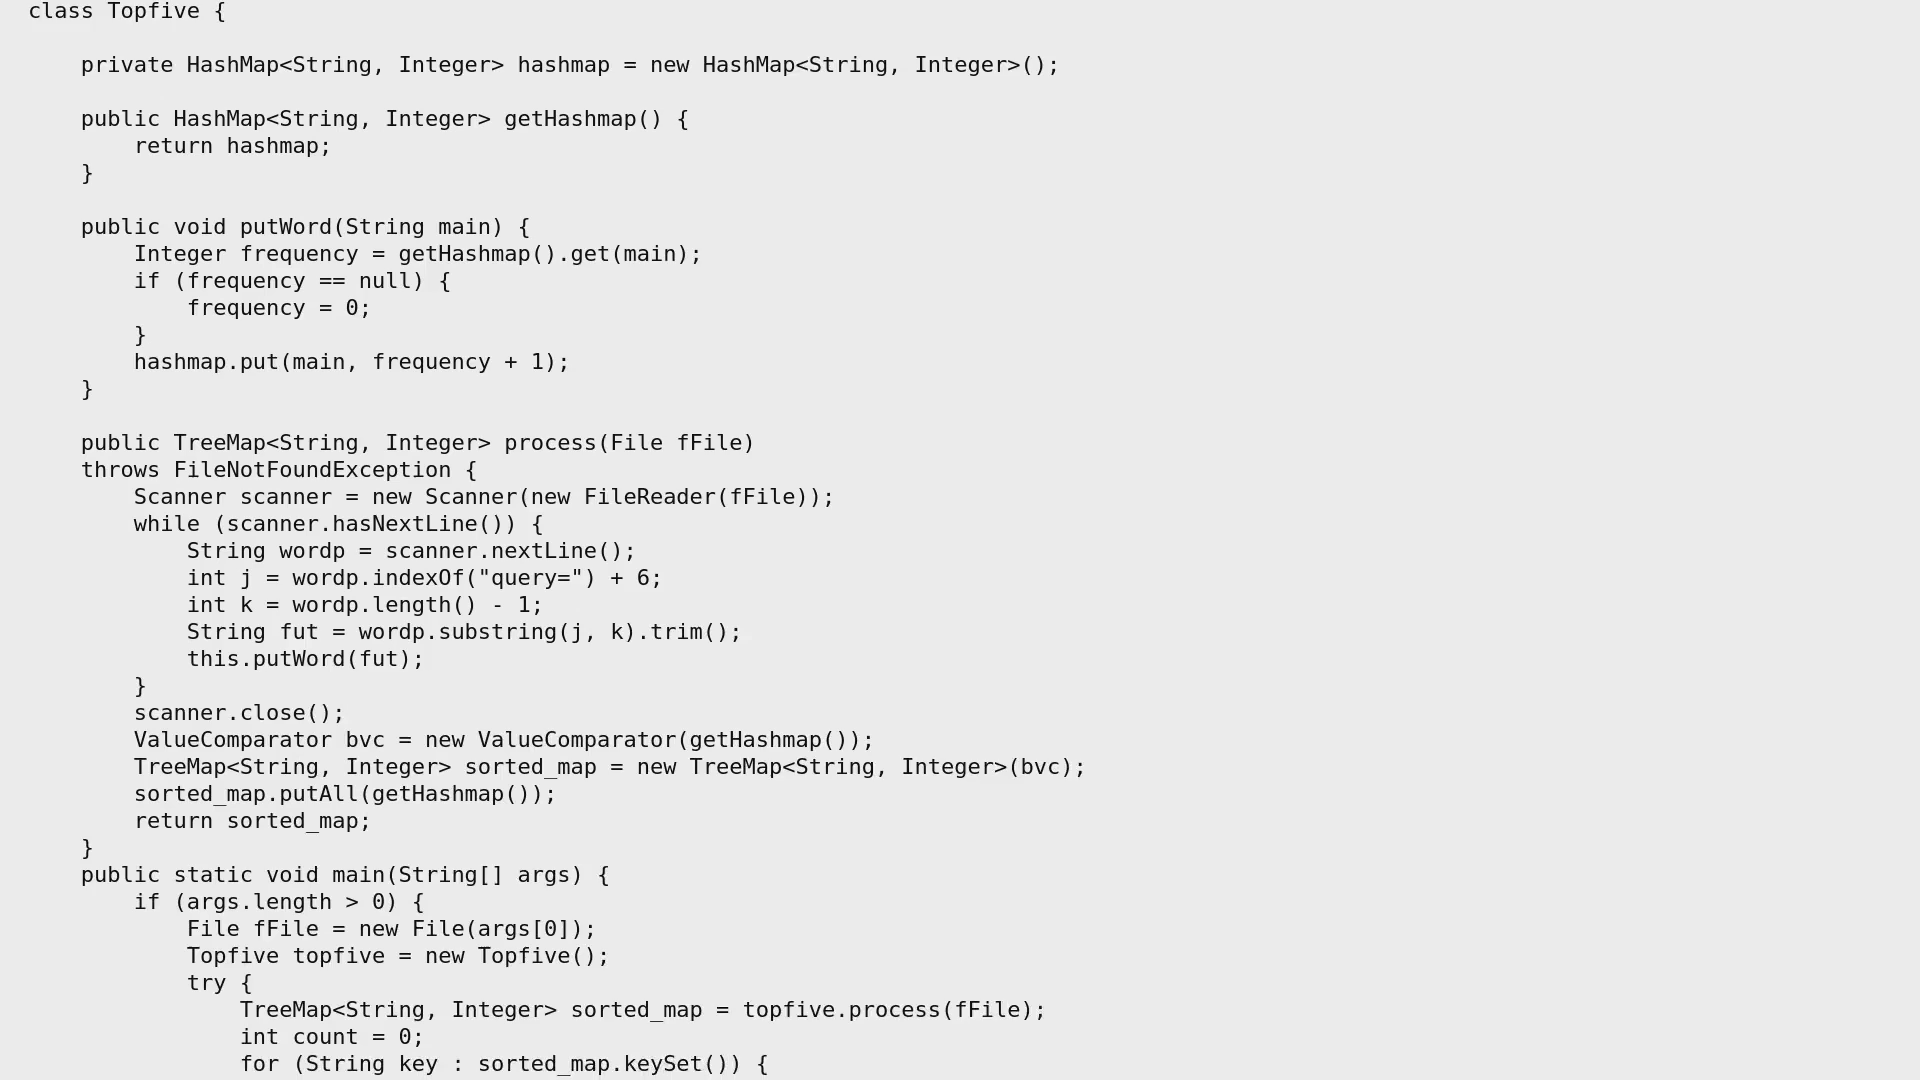 class Topfive {
    private HashMap<String, Integer> hashmap = new HashMap<String, Integer>();
    public HashMap<String, Integer> getHashmap() {
        return hashmap;
    }
    public void putWord(String main) {
        Integer frequency = getHashmap().get(main);
        if (frequency == null) {
            frequency = 0;
        }
        hashmap.put(main, frequency + 1);
    }
    public TreeMap<String, Integer> process(File fFile)
    throws FileNotFoundException {
        Scanner scanner = new Scanner(new FileReader(fFile));
        while (scanner.hasNextLine()) {
            String wordp = scanner.nextLine();
            int j = wordp.indexOf("query=") + 6;
            int k = wordp.length() - 1;
            String fut = wordp.substring(j, k).trim();
            this.putWord(fut);
        }
        scanner.close();
        ValueComparator bvc = new ValueComparator(getHashmap());
        TreeMap<String, Integer> sorted_map = new TreeMap<String, Integer>(bvc);
        sorted_map.putAll(getHashmap());
        return sorted_map;
    }
    public static void main(String[] args) {
        if (args.length > 0) {
            File fFile = new File(args[0]);
            Topfive topfive = new Topfive();
            try {
                TreeMap<String, Integer> sorted_map = topfive.process(fFile);
                int count = 0;
                for (String key : sorted_map.keySet()) {